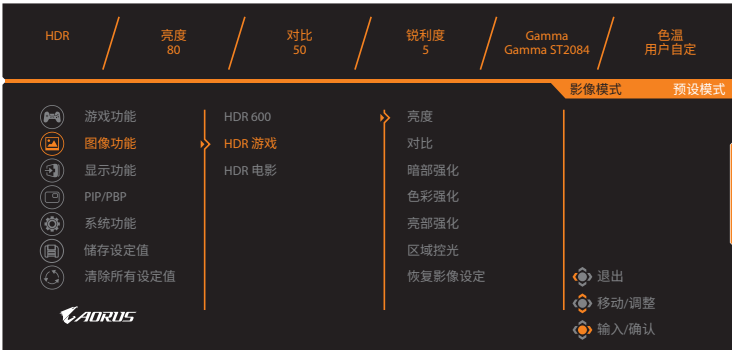 HDR
亮度
80
对比
50
锐利度
5
Gamma
Gamma ST2084
色温
用户自定
影像模式 预设模式
游戏功能
图像功能
显示功能
PIP/PBP
系统功能
储存设定值
清除所有设定值
HDR 600
HDR 游戏
HDR 电影
亮度
对比
暗部强化
色彩强化
亮部强化
区域控光
恢复影像设定
退出
移动/调整
输入/确认
AORUS